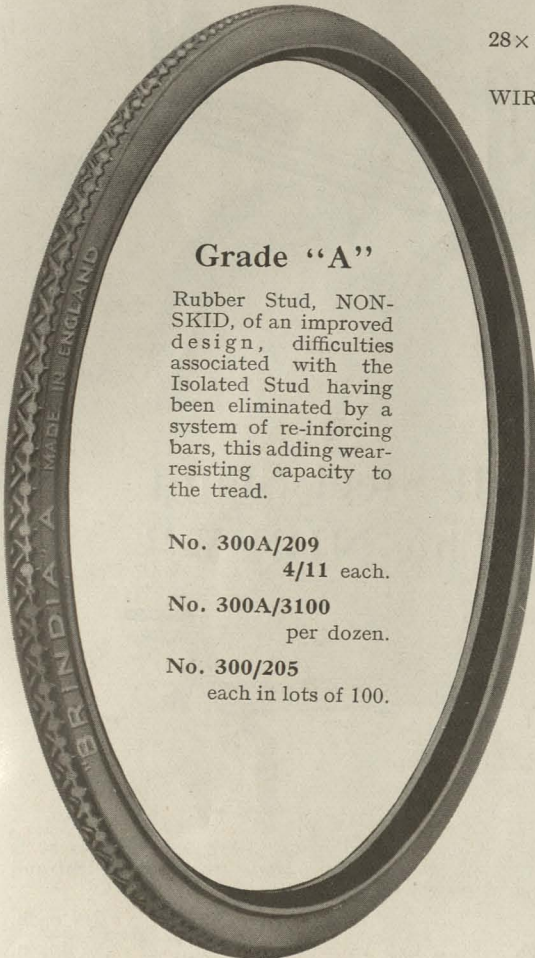 28×
WIR
Grade “A”
Rubber Stud, NON-
SKID, of an improved
design, difficulties
associated with the
Isolated Stud having
been eliminated by a
system of re-inforcing
bars, this adding wear-
resisting capacity to
the tread.
No. 300A/209
4/11 each.
No. 300A/3100
per dozen.
No. 300/205
each in lots of 100.
"BRINDIA" A MADE IN ENGLAND